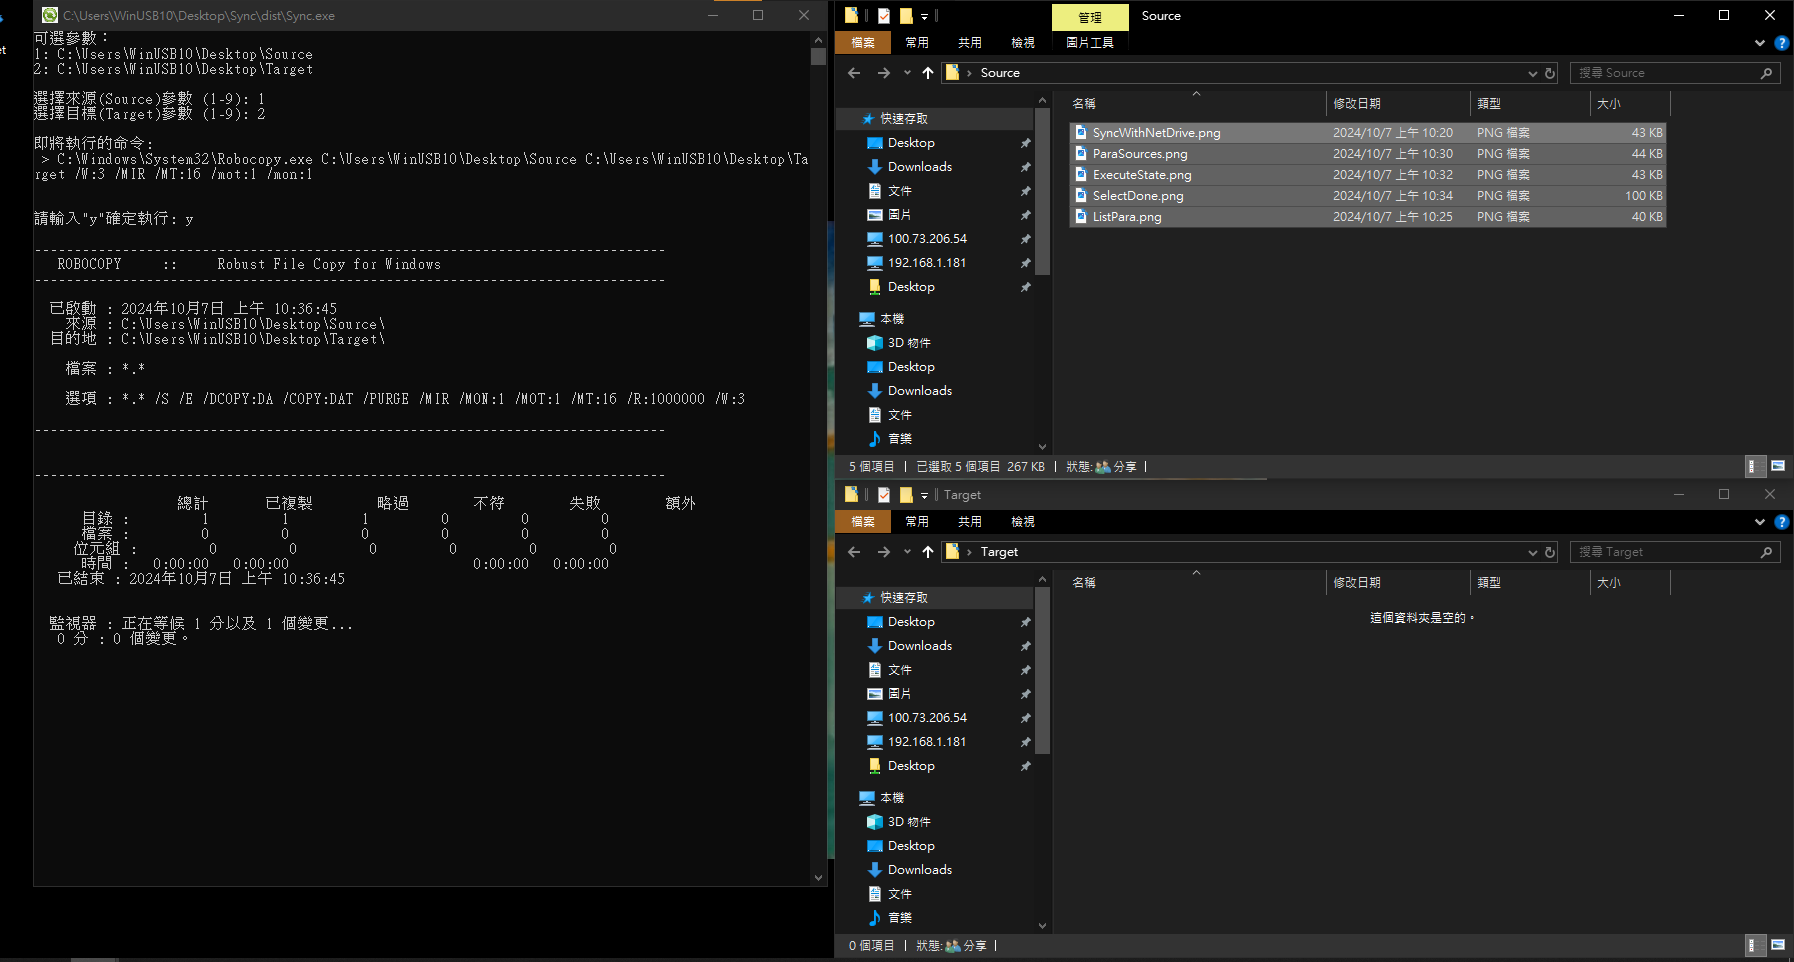 et
C:\Users\WinUSB10\Desktop\Sync\dist\Sync.exe
可選參數：
1: C:\Users\WinUSB10\Desktop\Source
2: C:\Users\WinUSB10\Desktop\Target
選擇來源(Source)參數 (1-9): 1
選擇目標(Target)參數 (1-9): 2
即將執行的命令:
> C:\Windows\System32\Robocopy.exe C:\Users\WinUSB10\Desktop\Source C:\Users\WinUSB10\Desktop\Ta
rget /W:3 /MIR /MT:16 /mot:1 /mon:1
請輸入"y"確定執行: y
-------------------------------------------------------------------------------
ROBOCOPY :: Robust File Copy for Windows
-------------------------------------------------------------------------------
已啟動 : 2024年10月7日 上午 10:36:45
來源 : C:\Users\WinUSB10\Desktop\Source\
目的地 : C:\Users\WinUSB10\Desktop\Target\
檔案 : *.*
選項 : *.* /S /E /DCOPY:DA /COPY:DAT /PURGE /MIR /MON:1 /MOT:1 /MT:16 /R:1000000 /W:3
-------------------------------------------------------------------------------
-------------------------------------------------------------------------------
總計 已複製 略過 不符 失敗 額外
目錄 : 1 1 1 0 0 0
檔案 : 0 0 0 0 0 0
位元組 : 0 0 0 0 0 0
時間 : 0:00:00 0:00:00 0:00:00 0:00:00
已結束 : 2024年10月7日 上午 10:36:45
監視器 : 正在等候 1 分以及 1 個變更...
0 分 : 0 個變更。
管理 Source
檔案 常用 共用 檢視 圖片工具
Source
搜尋 Source
快速存取
Desktop
Downloads
文件
圖片
100.73.206.54
192.168.1.181
Desktop
本機
3D 物件
Desktop
Downloads
文件
音樂
名稱 修改日期 類型 大小
SyncWithNetDrive.png 2024/10/7 上午 10:20 PNG 檔案 43 KB
ParaSources.png 2024/10/7 上午 10:30 PNG 檔案 44 KB
ExecuteState.png 2024/10/7 上午 10:32 PNG 檔案 43 KB
SelectDone.png 2024/10/7 上午 10:34 PNG 檔案 100 KB
ListPara.png 2024/10/7 上午 10:25 PNG 檔案 40 KB
5 個項目 已選取 5 個項目 267 KB 狀態: 分享
Target
檔案 常用 共用 檢視
Target
搜尋 Target
快速存取
Desktop
Downloads
文件
圖片
100.73.206.54
192.168.1.181
Desktop
本機
3D 物件
Desktop
Downloads
文件
音樂
名稱 修改日期 類型 大小
這個資料夾是空的。
0 個項目 狀態: 分享